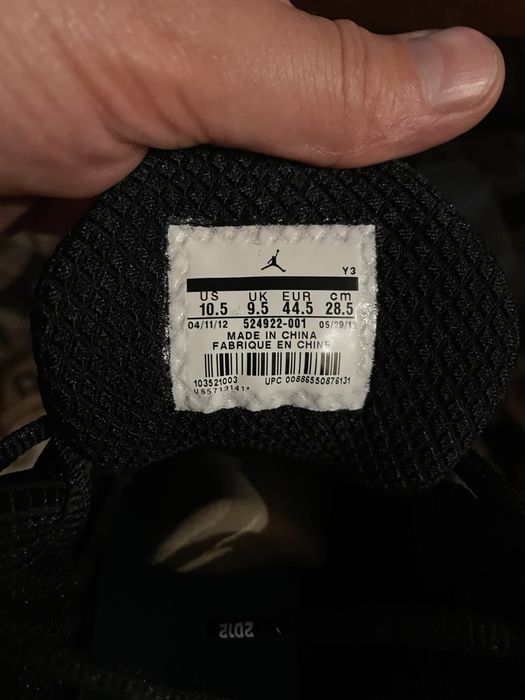 Y3
US UK EUR cm
10.5 9.5 44.5 28.5
04/11/12 524922-001 05/29/12
MADE IN CHINA
FABRIQUE EN CHINE
103521003 UPC 00886550876131
US5713141*
2012